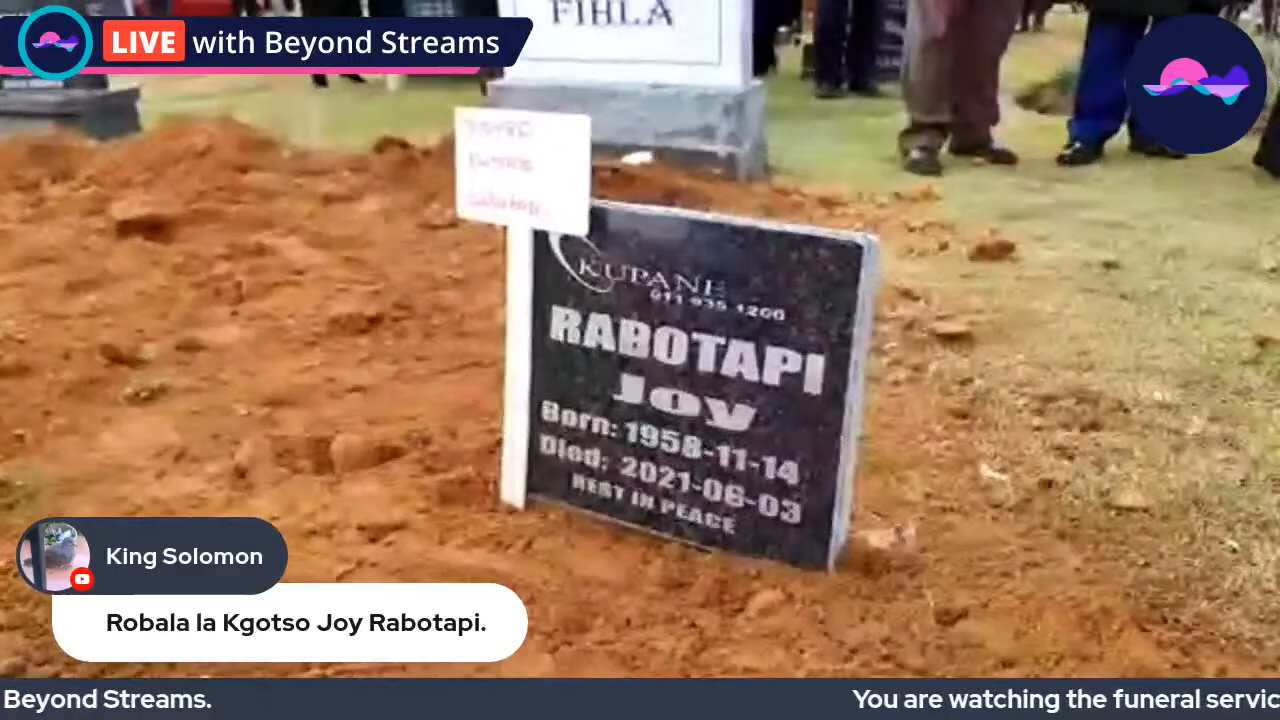 LIVE with Beyond Streams
FIHLA
KUPANE
011 935 1200
RABOTAPI
Joy
Born: 1958-11-14
Died: 2021-06-03
REST IN PEACE
King Solomon
Robala la Kgotso Joy Rabotapi.
Beyond Streams.
You are watching the funeral servic